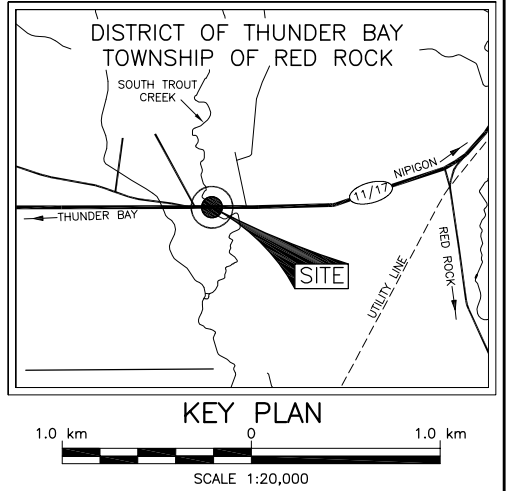 DISTRICT OF THUNDER BAY
TOWNSHIP OF RED ROCK
SOUTH TROUT
CREEK
NIPIGON
11/17
THUNDER BAY
RED ROCK
SITE
UTILITY LINE
KEY PLAN
1.0 km 0 1.0 km
SCALE 1:20,000